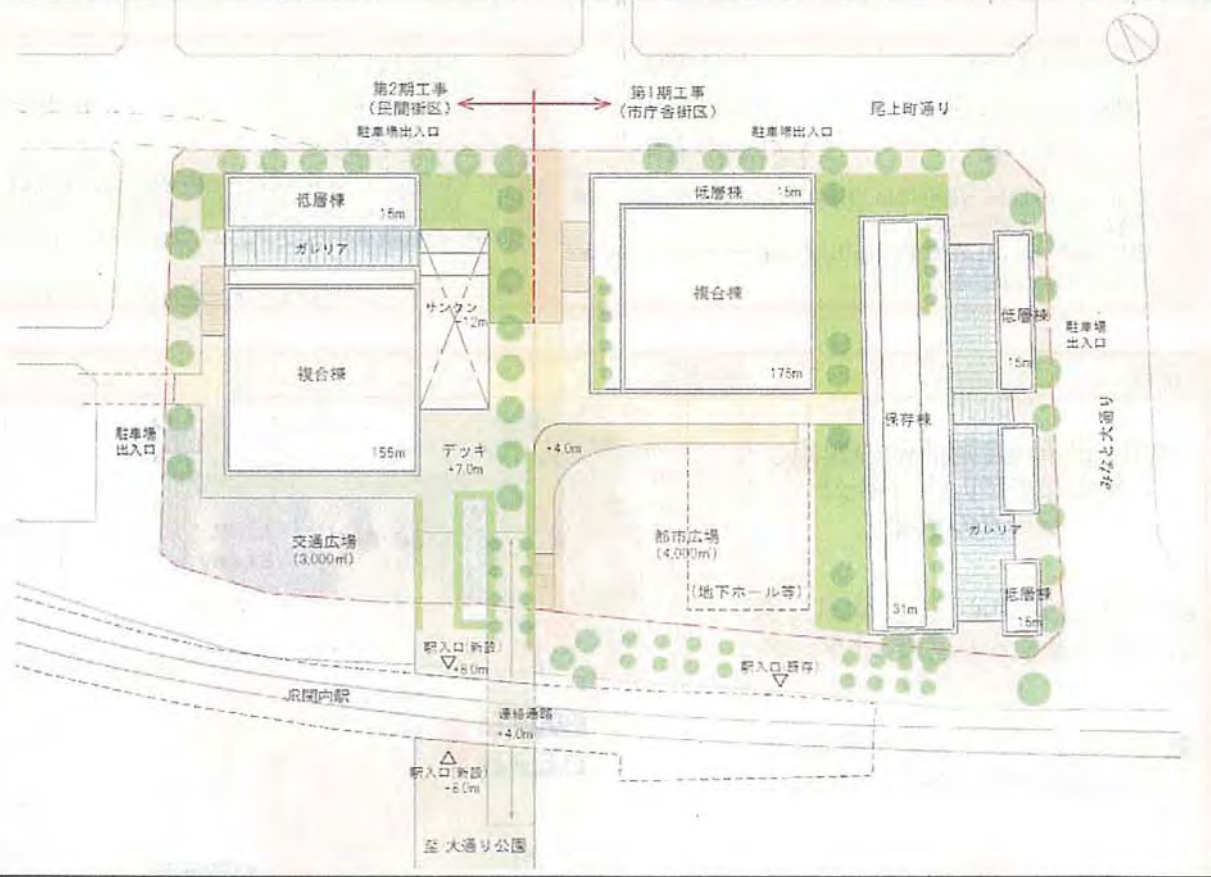 第2期工事
(民間街区)
第1期工事
(市庁舎街区)
尾上町通り
駐車場出入口
駐車場出入口
低層棟
15m
ガレリア
サンクン
-12m
複合棟
155m
駐車場
出入口
デッキ
+7.0m
交通広場
(3,000㎡)
低層棟
15m
複合棟
175m
+4.0m
都市広場
(4,000㎡)
(地下ホール等)
保存棟
31m
低層棟
15m
ガレリア
低層棟
15m
駐車場
出入口
みなと大通り
駅入口(新設)
+8.0m
駅入口(既存)
JR関内駅
連絡通路
+4.0m
駅入口(新設)
至 大通り公園